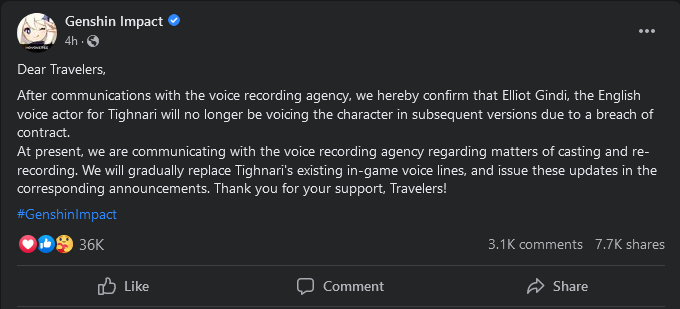 Genshin Impact
4h ·
Dear Travelers,
After communications with the voice recording agency, we hereby confirm that Elliot Gindi, the English
voice actor for Tighnari will no longer be voicing the character in subsequent versions due to a breach of
contract.
At present, we are communicating with the voice recording agency regarding matters of casting and re-
recording. We will gradually replace Tighnari's existing in-game voice lines, and issue these updates in the
corresponding announcements. Thank you for your support, Travelers!
#GenshinImpact
36K 3.1K comments 7.7K shares
Like Comment Share